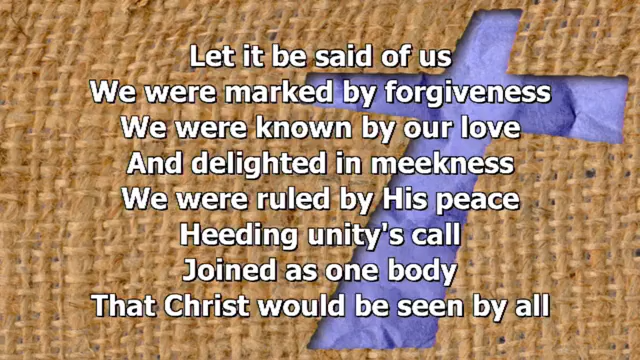 Let it be said of us
We were marked by forgiveness
We were known by our love
And delighted in meekness
We were ruled by His peace
Heeding unity's call
Joined as one body
That Christ would be seen by all